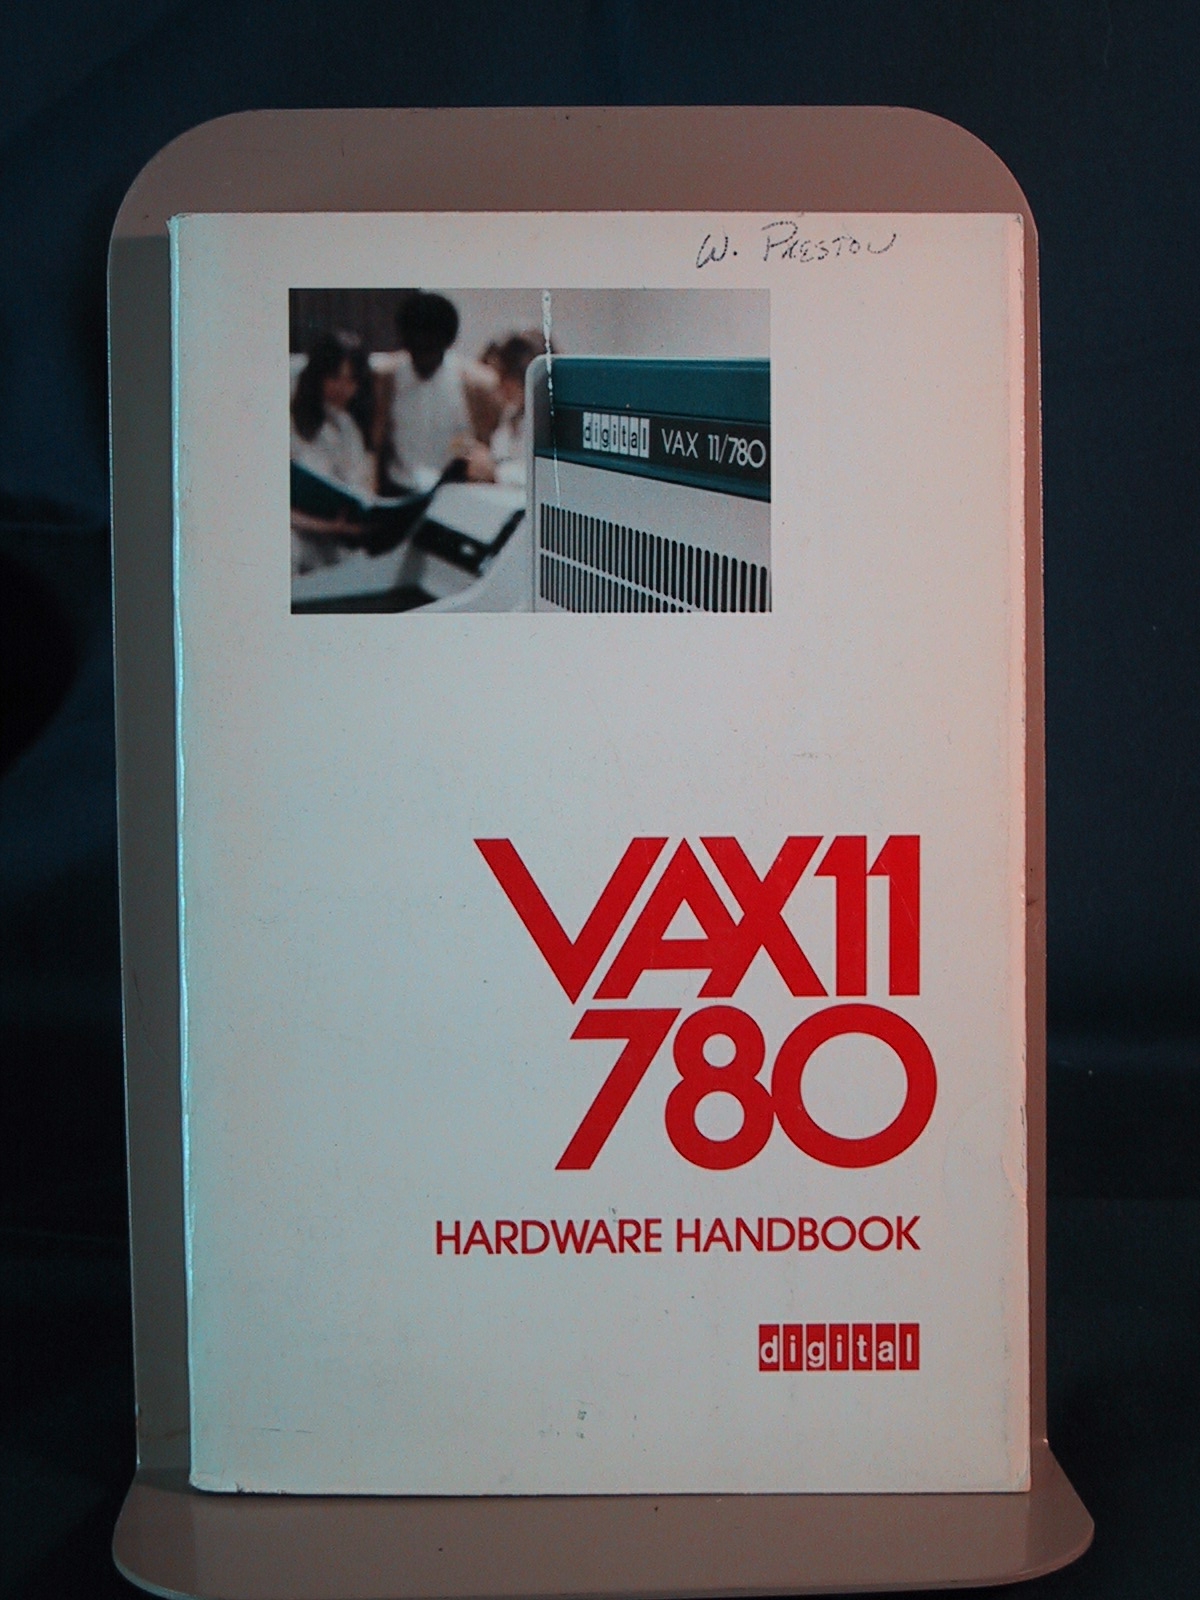 W. Preston
digital VAX 11/780
VAX11
780
HARDWARE HANDBOOK
digital